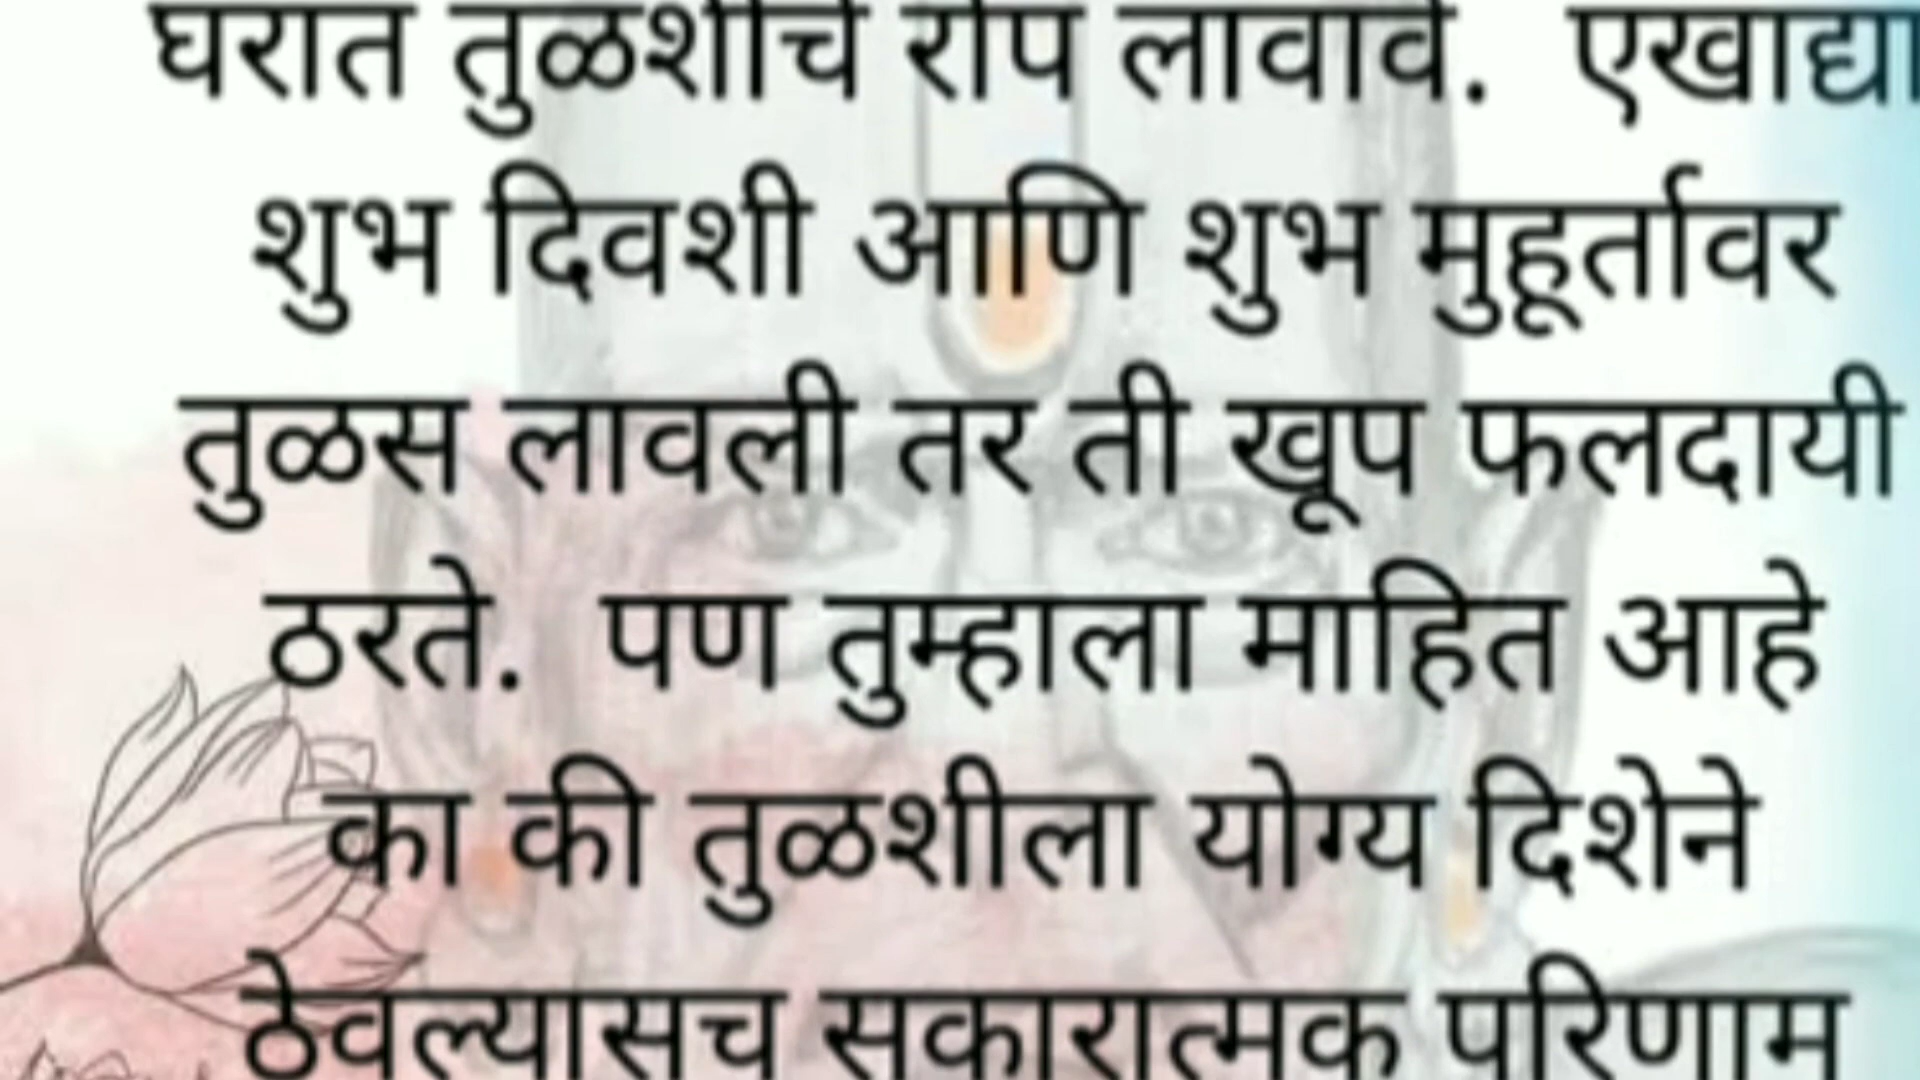 घरात तुळशीचे रोप लावावे. एखाद्या
शुभ दिवशी आणि शुभ मुहूर्तावर
तुळस लावली तर ती खूप फलदायी
ठरते. पण तुम्हाला माहित आहे
का की तुळशीला योग्य दिशेने
ठेवल्यासच सकारात्मक परिणाम